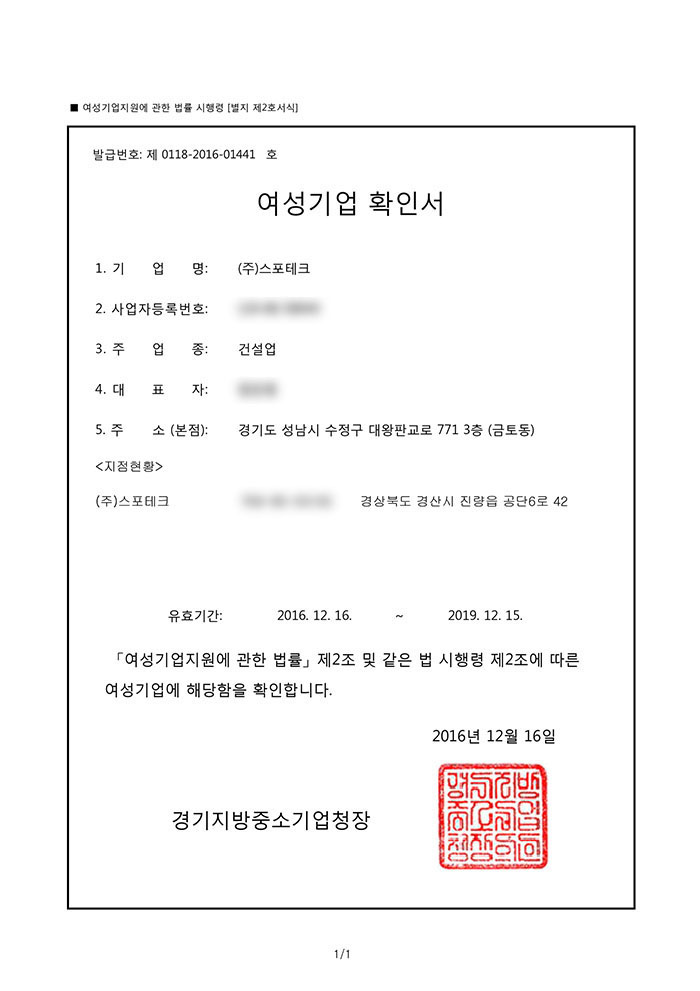 ■ 여성기업지원에 관한 법률 시행령 [별지 제2호서식]
발급번호: 제 0118-2016-01441 호
여성기업 확인서
1. 기 업 명: (주)스포테크
2. 사업자등록번호:
3. 주 업 종: 건설업
4. 대 표 자:
5. 주 소 (본점): 경기도 성남시 수정구 대왕판교로 771 3층 (금토동)
<지점현황>
(주)스포테크 경상북도 경산시 진량읍 공단6로 42
유효기간: 2016. 12. 16. ~ 2019. 12. 15.
「여성기업지원에 관한 법률」제2조 및 같은 법 시행령 제2조에 따른
여성기업에 해당함을 확인합니다.
2016년 12월 16일
경기지방중소기업청장
1/1